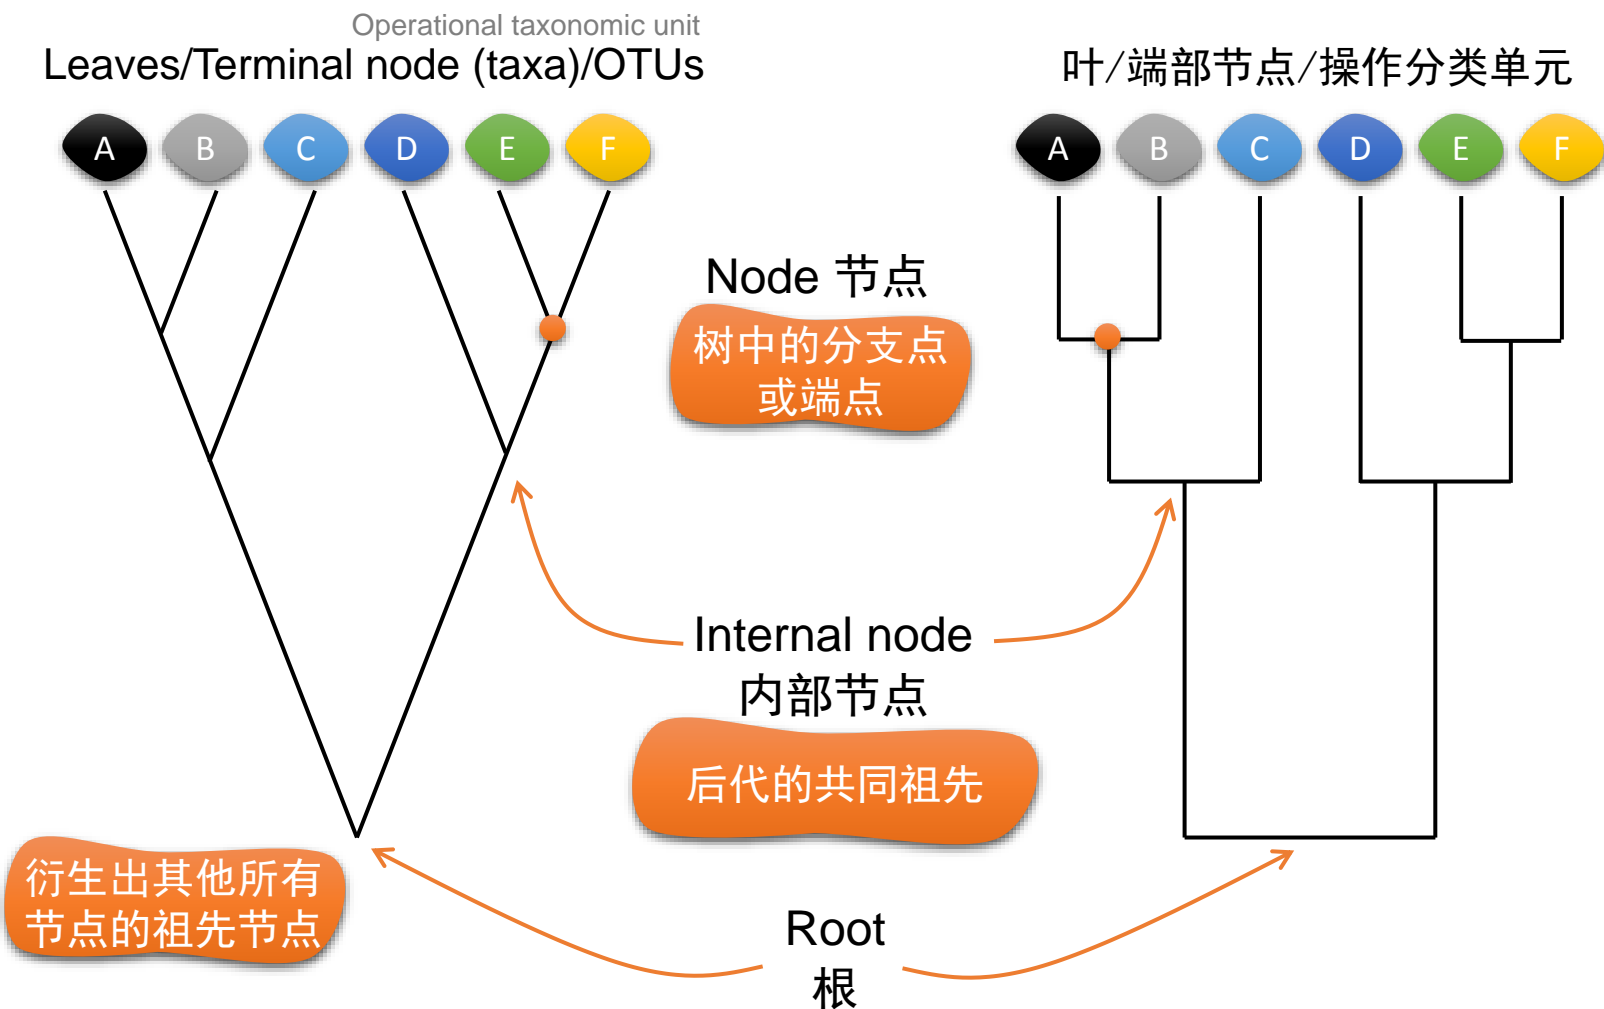 Operational taxonomic unit
Leaves/Terminal node (taxa)/OTUs
叶/端部节点/操作分类单元
A B C D E F
A B C D E F
Node 节点
树中的分支点
或端点
Internal node
内部节点
后代的共同祖先
衍生出其他所有
节点的祖先节点
Root
根